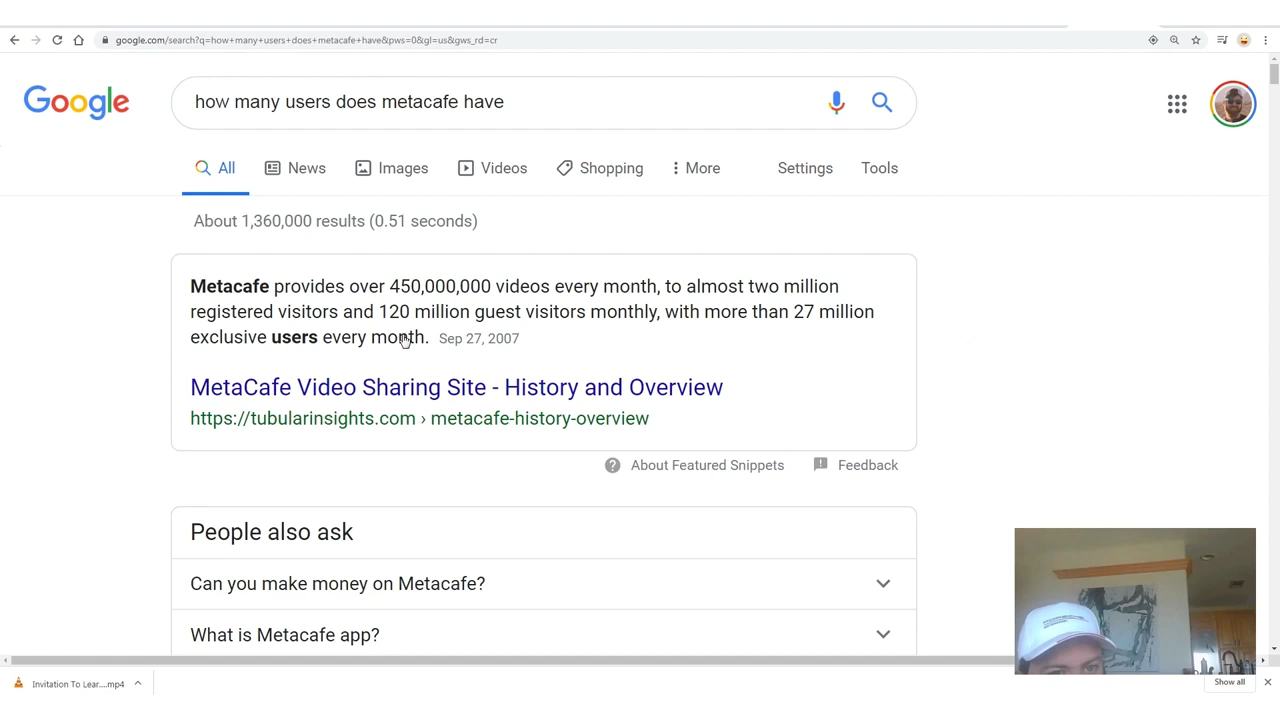 google.com/search?q=how+many+users+does+metacafe+have&pws=0&gl=us&gws_rd=cr
Google
how many users does metacafe have
All News Images Videos Shopping More Settings Tools
About 1,360,000 results (0.51 seconds)
Metacafe provides over 450,000,000 videos every month, to almost two million
registered visitors and 120 million guest visitors monthly, with more than 27 million
exclusive users every month. Sep 27, 2007
MetaCafe Video Sharing Site - History and Overview
https://tubularinsights.com › metacafe-history-overview
About Featured Snippets Feedback
People also ask
Can you make money on Metacafe?
What is Metacafe app?
Invitation To Lear....mp4
Show all